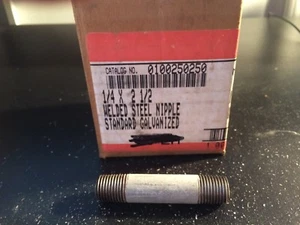 CATALOG NO. 0100250250
1/4 X 2 1/2
WELDED STEEL NIPPLE
STANDARD GALVANIZED